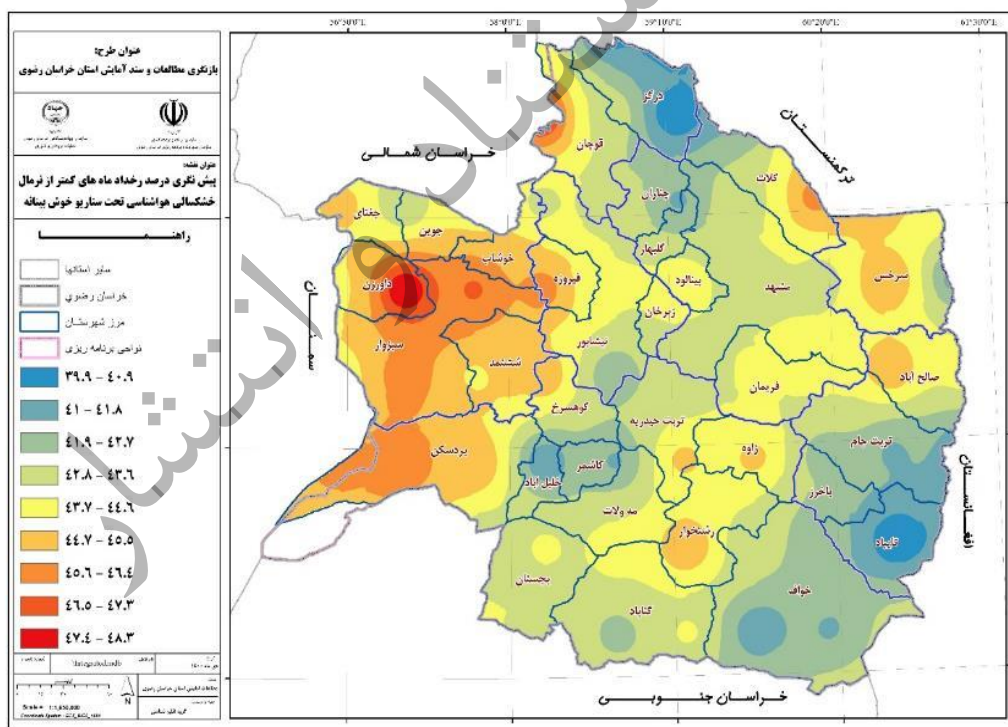 عنوان طرح:
بازنگری مطالعات و سند آمایش استان خراسان رضوی
عنوان نقشه:
پیش نگری درصد رخداد ماه های کمتر از نرمال
خشکسالی هواشناسی تحت سناریو خوش بینانه
راهنما
سایر استانها
خراسان رضوی
مرز شهرستان
نواحی برنامه ریزی
۳۹.۹ - ۴۰.۹
۴۱ - ۴۱.۸
۴۱.۹ - ۴۲.۷
۴۲.۸ - ۴۳.۶
۴۳.۷ - ۴۴.۶
۴۴.۷ - ۴۵.۵
۴۵.۶ - ۴۶.۴
۴۶.۵ - ۴۷.۳
۴۷.۴ - ۴۸.۳
Integrated.mdb
N
خراسان شمالی
ترکمنستان
افغانستان
خراسان جنوبی
سمنان
درگز
قوچان
کلات
چناران
جغتای
جوین
خوشاب
گلبهار
داورزن
فیروزه
بینالود
مشهد
سرخس
زبرخان
سبزوار
نیشابور
ششتمد
فریمان
صالح آباد
کوهسرخ
تربت حیدریه
بردسکن
زاوه
تربت جام
کاشمر
خلیل آباد
باخرز
مه ولات
رشتخوار
تایباد
بجستان
خواف
گناباد